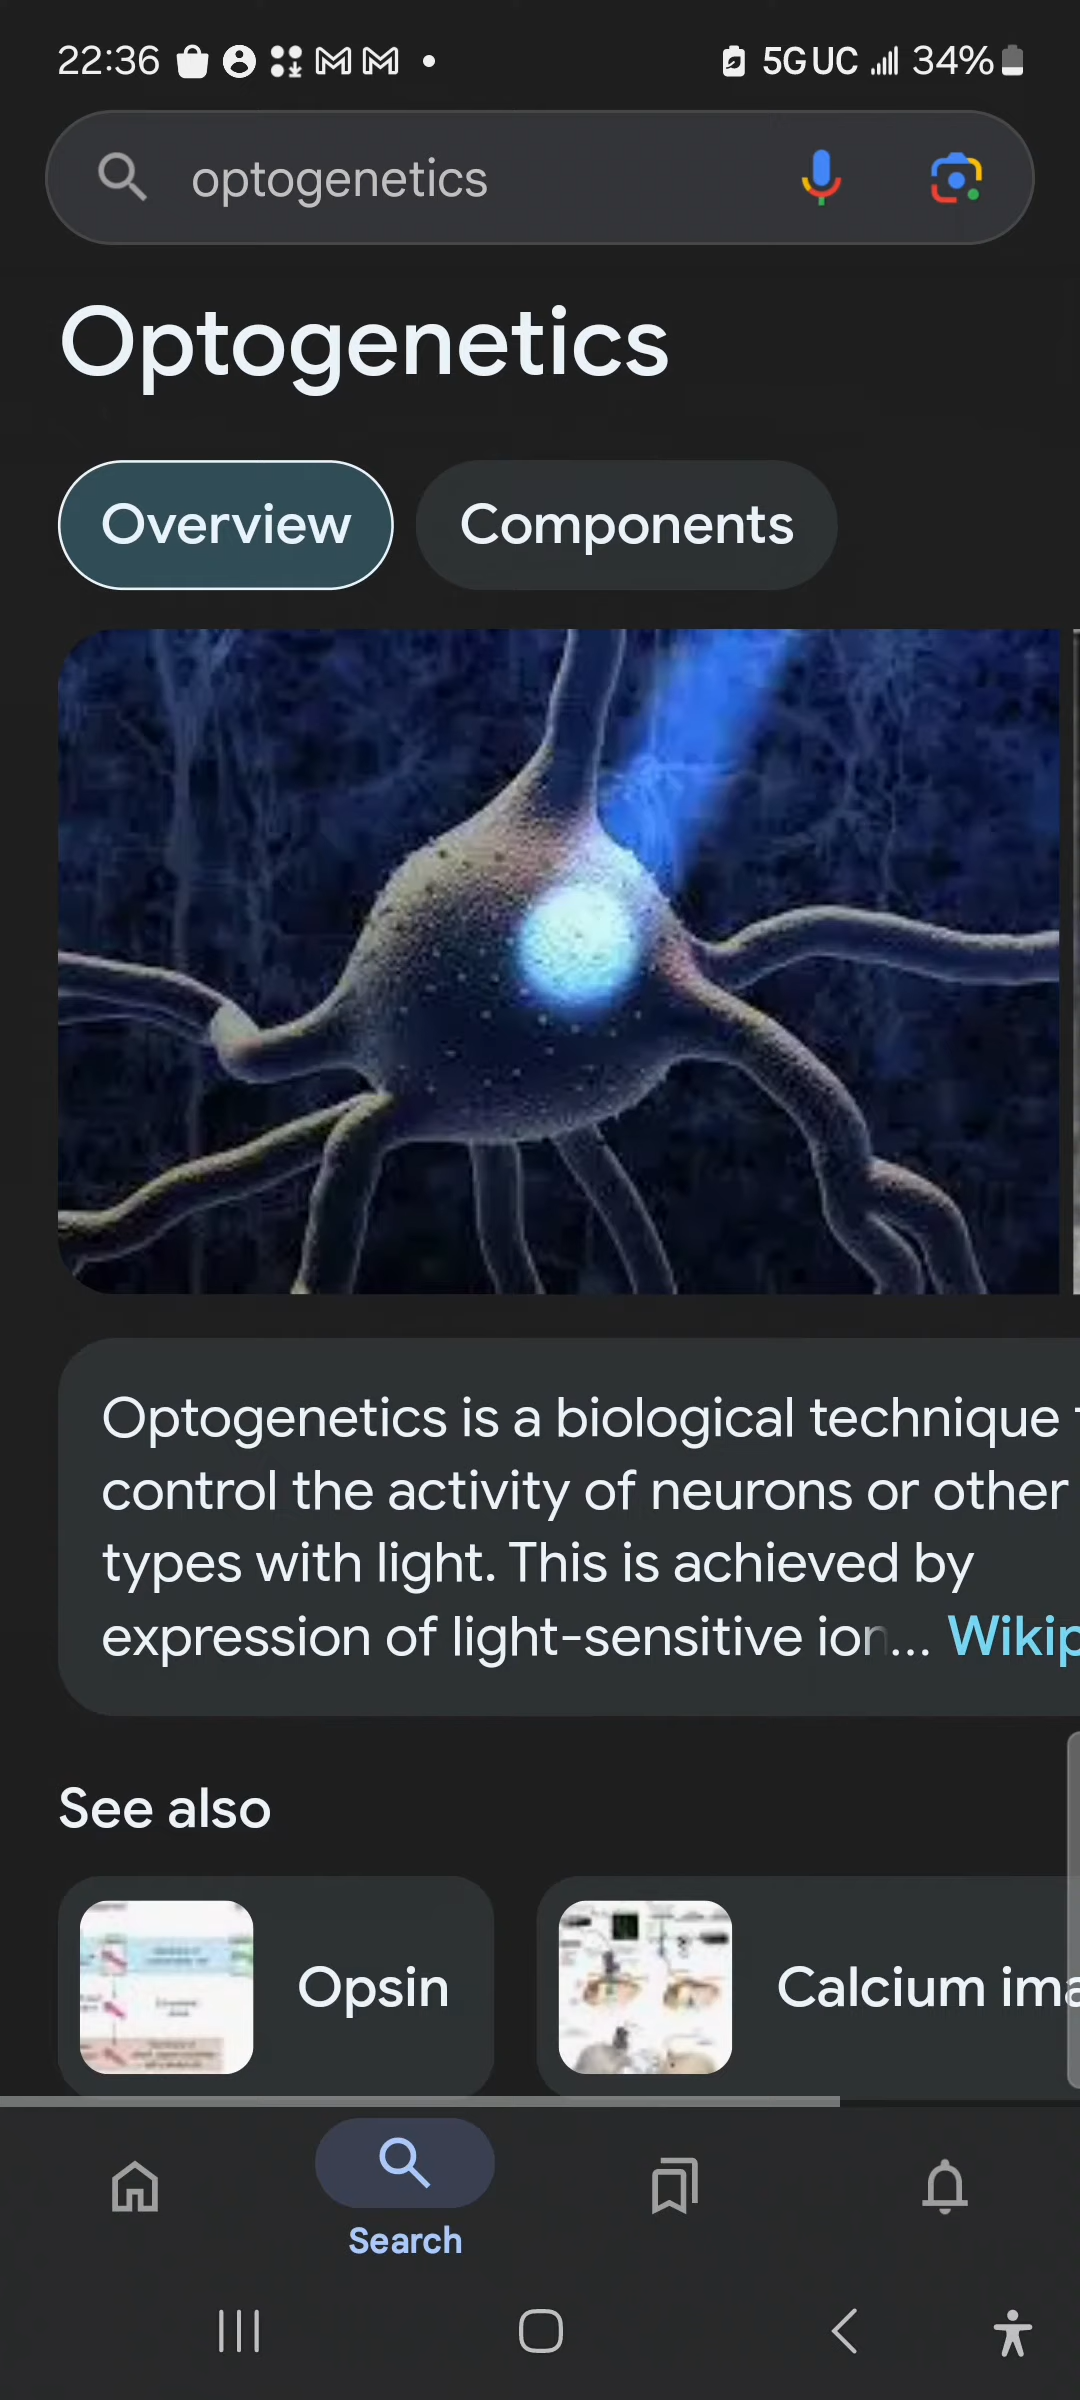 22:36
5G UC 34%
optogenetics
Optogenetics
Overview Components
Optogenetics is a biological technique
control the activity of neurons or other
types with light. This is achieved by
expression of light-sensitive ion... Wikip
See also
Opsin Calcium ima
Search